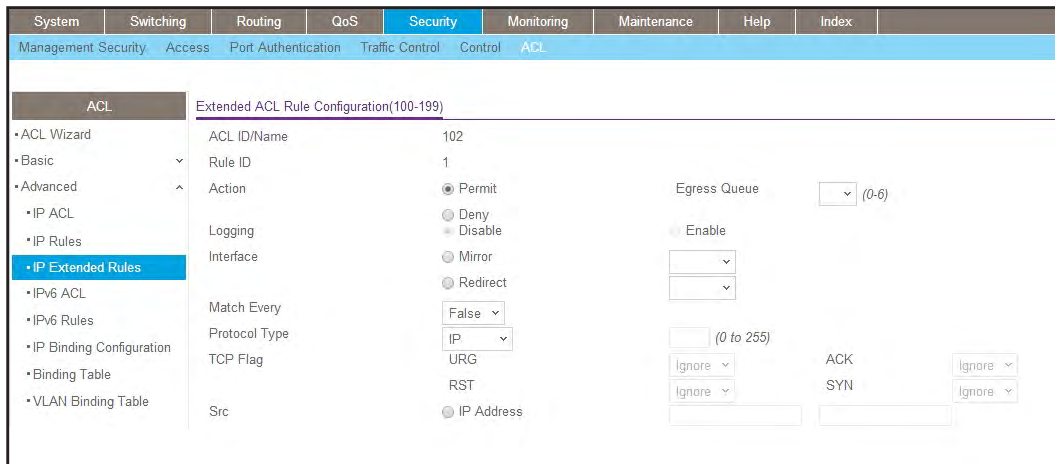 System Switching Routing QoS Security Monitoring Maintenance Help Index
Management Security Access Port Authentication Traffic Control Control ACL
ACL
ACL Wizard
Basic
Advanced
IP ACL
IP Rules
IP Extended Rules
IPv6 ACL
IPv6 Rules
IP Binding Configuration
Binding Table
VLAN Binding Table
Extended ACL Rule Configuration(100-199)
ACL ID/Name 102
Rule ID 1
Action Permit Egress Queue (0-6)
Deny
Logging Disable Enable
Interface Mirror
Redirect
Match Every False
Protocol Type IP (0 to 255)
TCP Flag URG Ignore ACK Ignore
RST Ignore SYN Ignore
Src IP Address